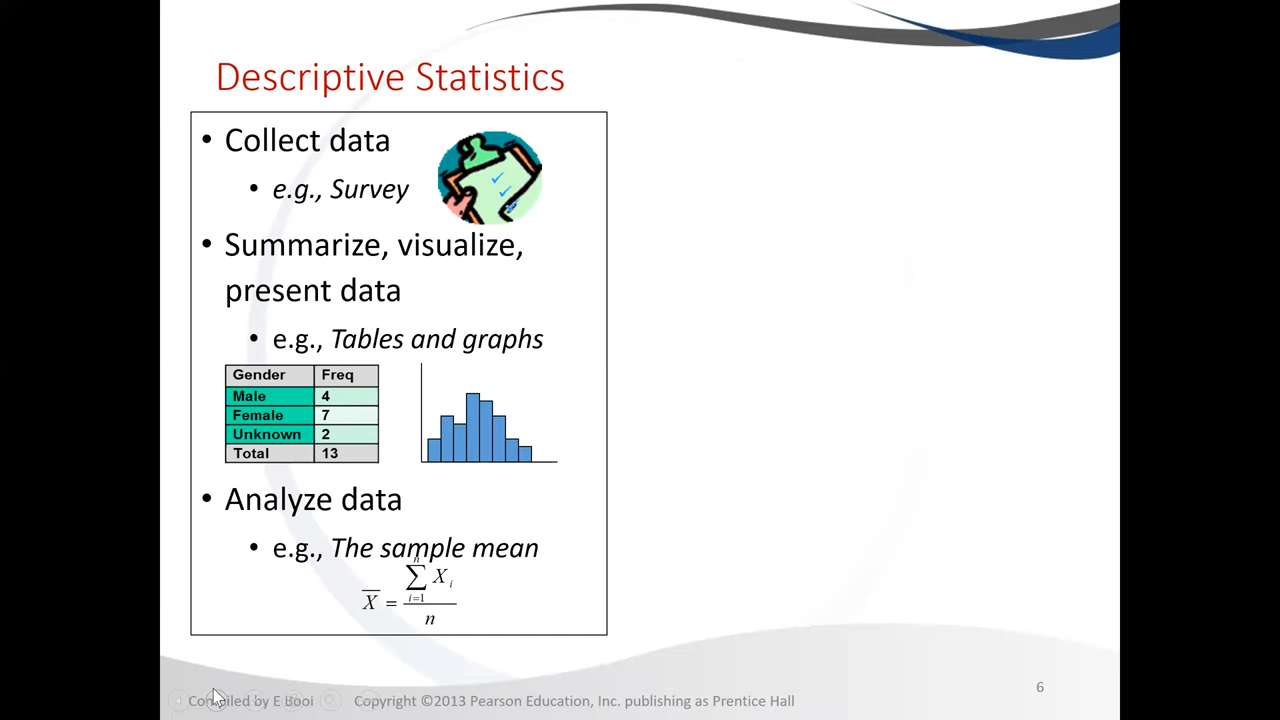 Descriptive Statistics
• Collect data
• e.g., Survey
• Summarize, visualize,
present data
• e.g., Tables and graphs
Gender Freq
Male 4
Female 7
Unknown 2
Total 13
• Analyze data
• e.g., The sample mean
n
∑ X i
i=1
X̅ =
n
6
by E Booi Copyright ©2013 Pearson Education, Inc. publishing as Prentice Hall